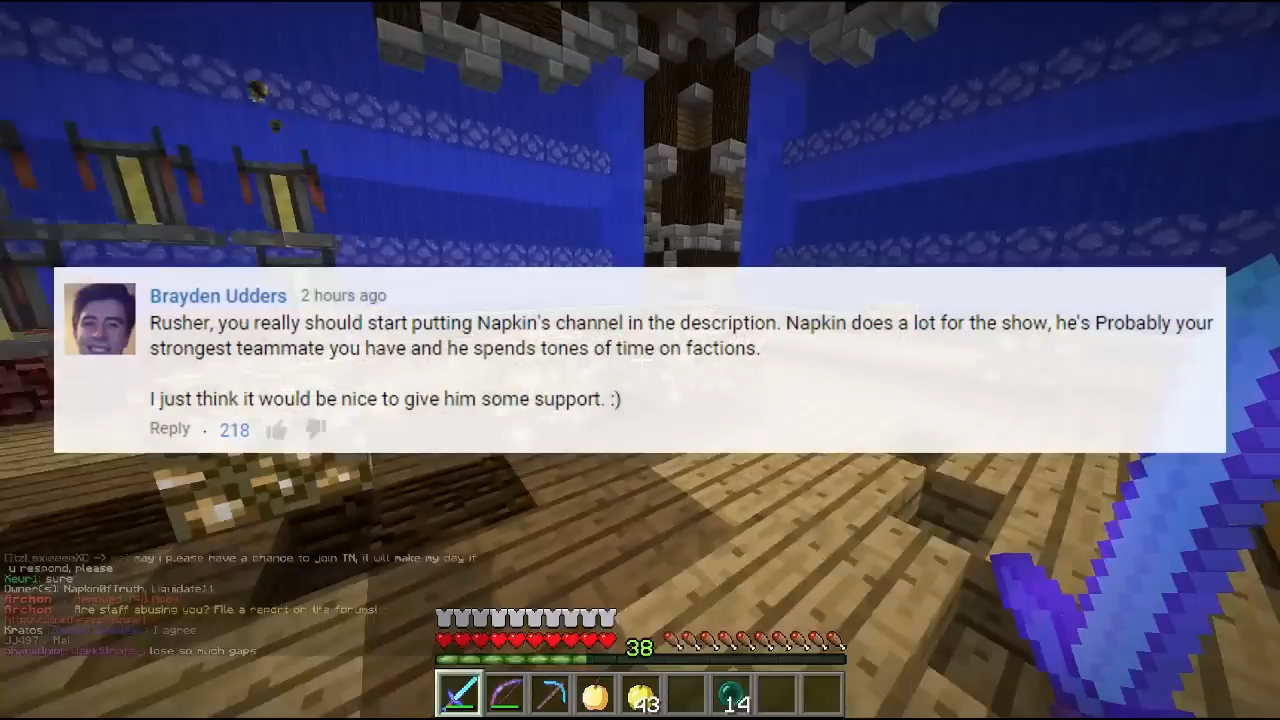 Brayden Udders 2 hours ago
Rusher, you really should start putting Napkin's channel in the description. Napkin does a lot for the show, he's Probably your
strongest teammate you have and he spends tones of time on factions.
I just think it would be nice to give him some support. :)
Reply · 218
may i please have a chance to join TN, it will make my day if
u respond, please
Xeur1: sure
Owner(s): NapkinOfTruth, Liquidate11
Archon
Archon Are staff abusing you? File a report on the forums!
Kratos I agree
lose so much gaps
38
43 14